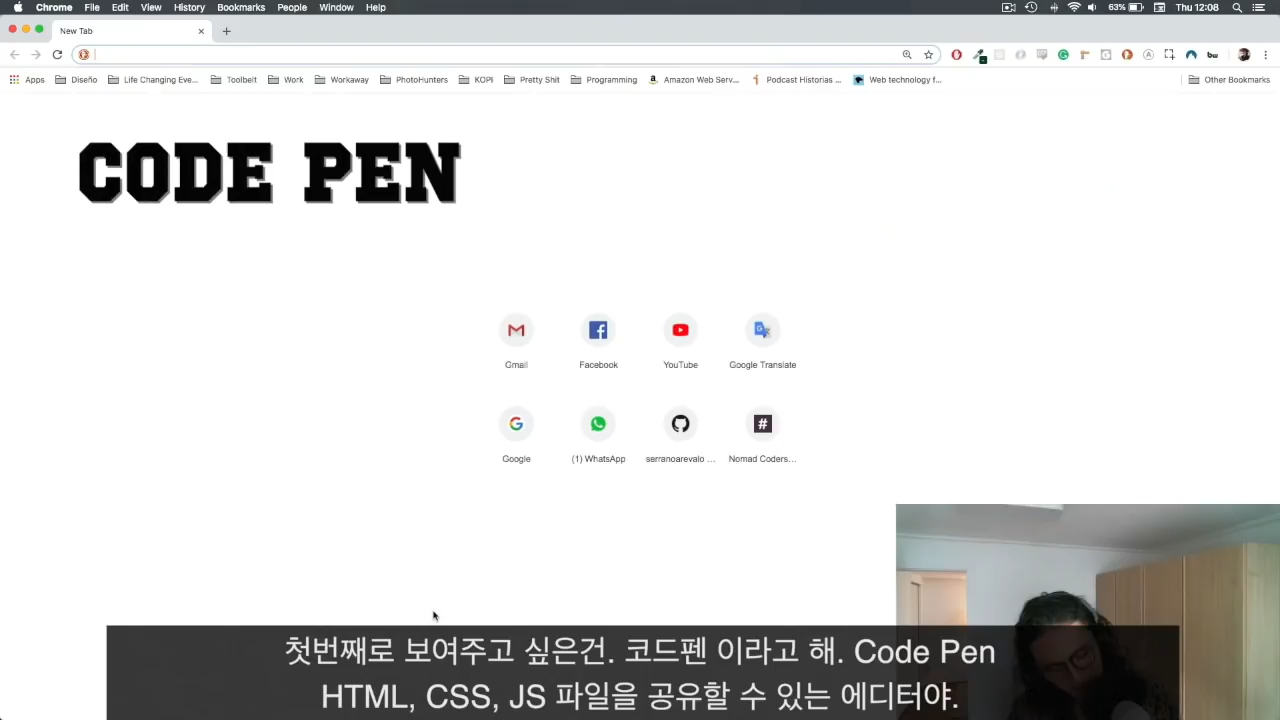 Chrome File Edit View History Bookmarks People Window Help 63% Thu 12:08
New Tab
Apps Diseño Life Changing Eve... Toolbelt Work Workaway PhotoHunters KOPI Pretty Shit Programming Amazon Web Serv... Podcast Historias ... Web technology f... Other Bookmarks
CODE PEN
Gmail Facebook YouTube Google Translate
Google (1) WhatsApp serranoarevalo ... Nomad Coders...
첫번째로 보여주고 싶은건. 코드펜 이라고 해. Code Pen
HTML, CSS, JS 파일을 공유할 수 있는 에디터야.